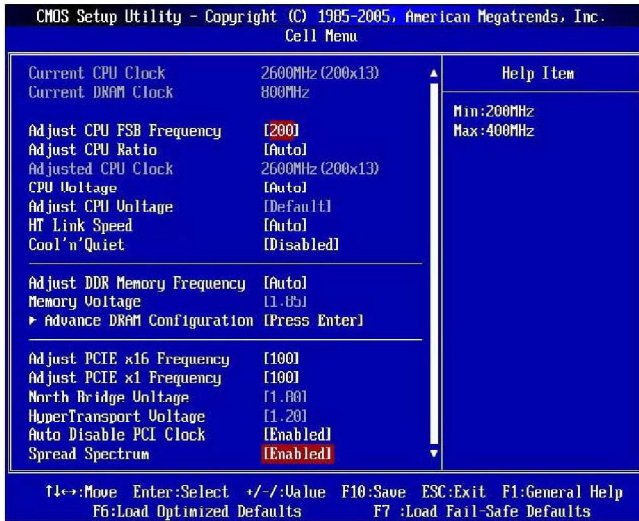 CMOS Setup Utility - Copyright (C) 1985-2005, American Megatrends, Inc.
Cell Menu
Current CPU Clock 2600MHz(200x13)
Current DRAM Clock 800MHz
Adjust CPU FSB Frequency [200]
Adjust CPU Ratio [Auto]
Adjusted CPU Clock 2600MHz(200x13)
CPU Voltage [Auto]
Adjust CPU Voltage [Default]
HT Link Speed [Auto]
Cool'n'Quiet [Disabled]
Adjust DDR Memory Frequency [Auto]
Memory Voltage [1.85]
► Advance DRAM Configuration [Press Enter]
Adjust PCIE x16 Frequency [100]
Adjust PCIE x1 Frequency [100]
North Bridge Voltage [1.80]
HyperTransport Voltage [1.20]
Auto Disable PCI Clock [Enabled]
Spread Spectrum [Enabled]
Help Item
Min:200MHz
Max:400MHz
↑↓↔:Move Enter:Select +/-/:Value F10:Save ESC:Exit F1:General Help
F6:Load Optimized Defaults F7 :Load Fail-Safe Defaults